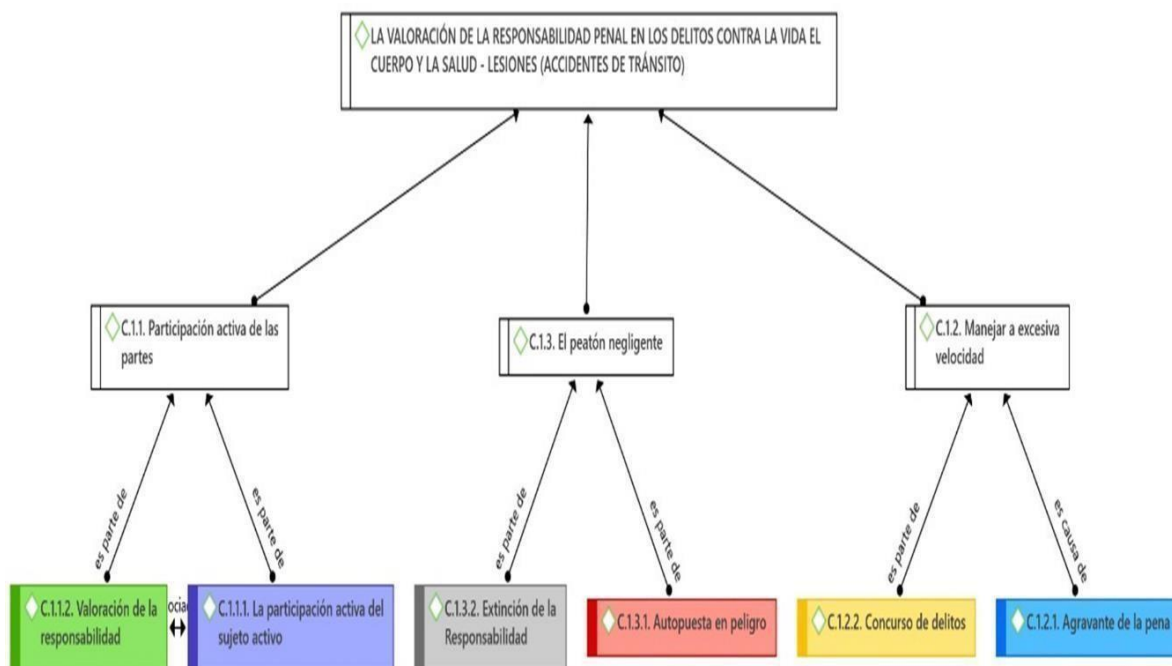 LA VALORACIÓN DE LA RESPONSABILIDAD PENAL EN LOS DELITOS CONTRA LA VIDA EL
CUERPO Y LA SALUD - LESIONES (ACCIDENTES DE TRÁNSITO)
C.1.1. Participación activa de las
partes
C.1.3. El peatón negligente
C.1.2. Manejar a excesiva
velocidad
es parte de
es parte de
es parte de
es parte de
es parte de
es causa de
C.1.1.2. Valoración de la
responsabilidad
C.1.1.1. La participación activa del
sujeto activo
C.1.3.2. Extinción de la
Responsabilidad
C.1.3.1. Autopuesta en peligro
C.1.2.2. Concurso de delitos
C.1.2.1. Agravante de la pena